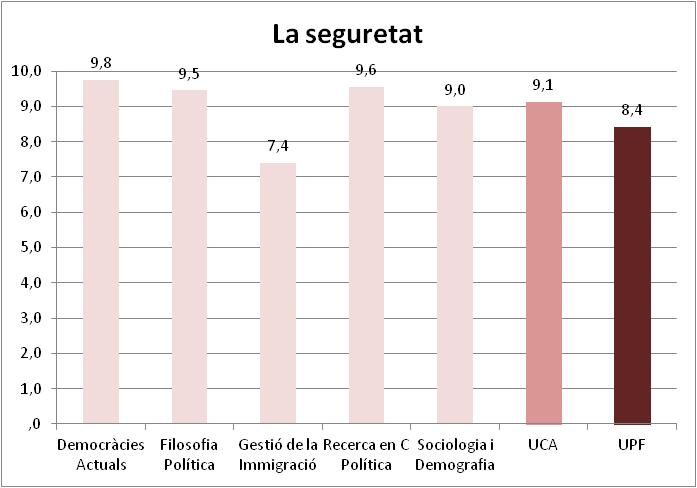 La seguretat
10,0
9,0
8,0
7,0
6,0
5,0
4,0
3,0
2,0
1,0
,0
9,8
9,5
7,4
9,6
9,0
9,1
8,4
Democràcies
Actuals
Filosofia
Política
Gestió de la
Immigració
Recerca en C
Política
Sociologia i
Demografia
UCA
UPF